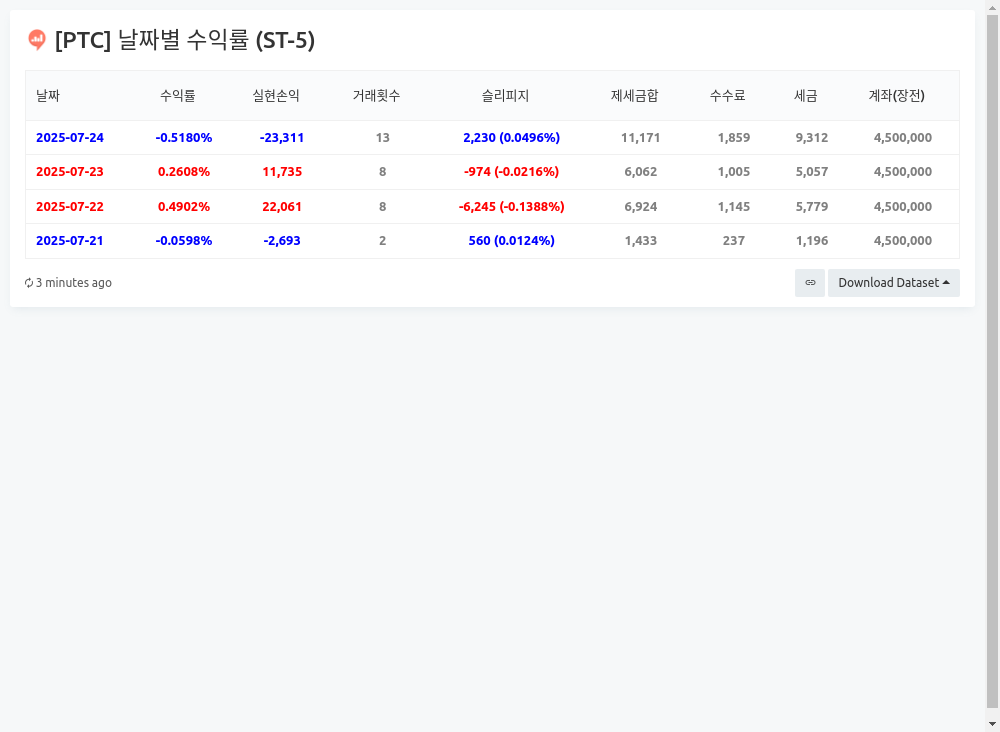 [PTC] 날짜별 수익률 (ST-5)
날짜 수익률 실현손익 거래횟수 슬리피지 제세금합 수수료 세금 계좌(장전)
2025-07-24 -0.5180% -23,311 13 2,230 (0.0496%) 11,171 1,859 9,312 4,500,000
2025-07-23 0.2608% 11,735 8 -974 (-0.0216%) 6,062 1,005 5,057 4,500,000
2025-07-22 0.4902% 22,061 8 -6,245 (-0.1388%) 6,924 1,145 5,779 4,500,000
2025-07-21 -0.0598% -2,693 2 560 (0.0124%) 1,433 237 1,196 4,500,000
3 minutes ago Download Dataset